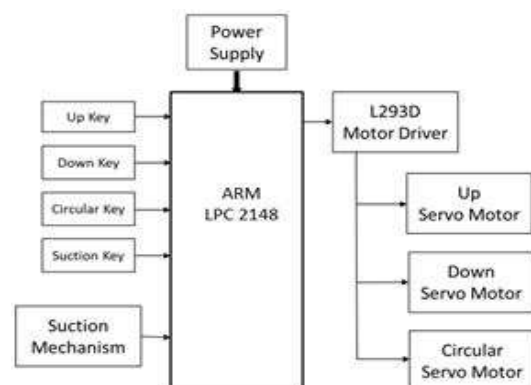 Power
Supply
Up Key
Down Key
Circular Key
Suction Key
Suction
Mechanism
ARM
LPC 2148
L293D
Motor Driver
Up
Servo Motor
Down
Servo Motor
Circular
Servo Motor